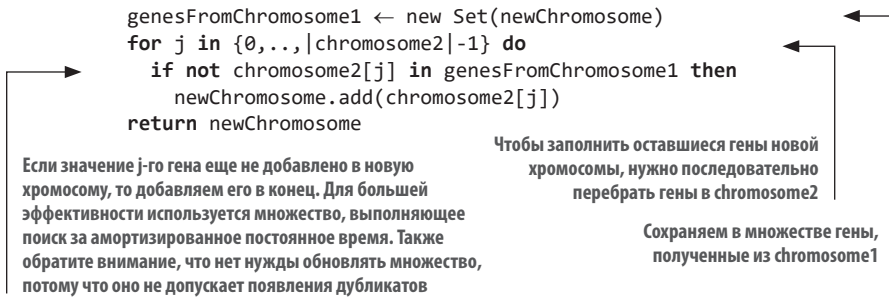 genesFromChromosome1 ← new Set(newChromosome)
for j in {0,..,|chromosome2|-1} do
if not chromosome2[j] in genesFromChromosome1 then
newChromosome.add(chromosome2[j])
return newChromosome
Чтобы заполнить оставшиеся гены новой
хромосомы, нужно последовательно
перебрать гены в chromosome2
Если значение j-го гена еще не добавлено в новую
хромосому, то добавляем его в конец. Для большей
эффективности используется множество, выполняющее
поиск за амортизированное постоянное время. Также
обратите внимание, что нет нужды обновлять множество,
потому что оно не допускает появления дубликатов
Сохраняем в множестве гены,
полученные из chromosome1